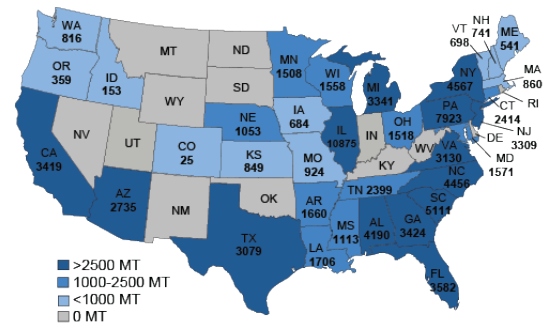 WA
816
OR
359
CA
3419
NV
ID
153
MT
WY
UT
AZ
2735
CO
25
NM
ND
SD
NE
1053
KS
849
OK
TX
3079
MN
1508
IA
684
MO
924
AR
1660
LA
1706
WI
1558
IL
10875
MS
1113
MI
3341
IN
KY
TN 2399
AL
4190
OH
1518
WV
GA
3424
FL
3582
SC
5111
NC
4456
VA
3130
PA
7923
NY
4567
VT
698
NH
741
ME
541
MA
860
RI
CT
2414
NJ
3309
DE
MD
1571
>2500 MT
1000-2500 MT
<1000 MT
0 MT